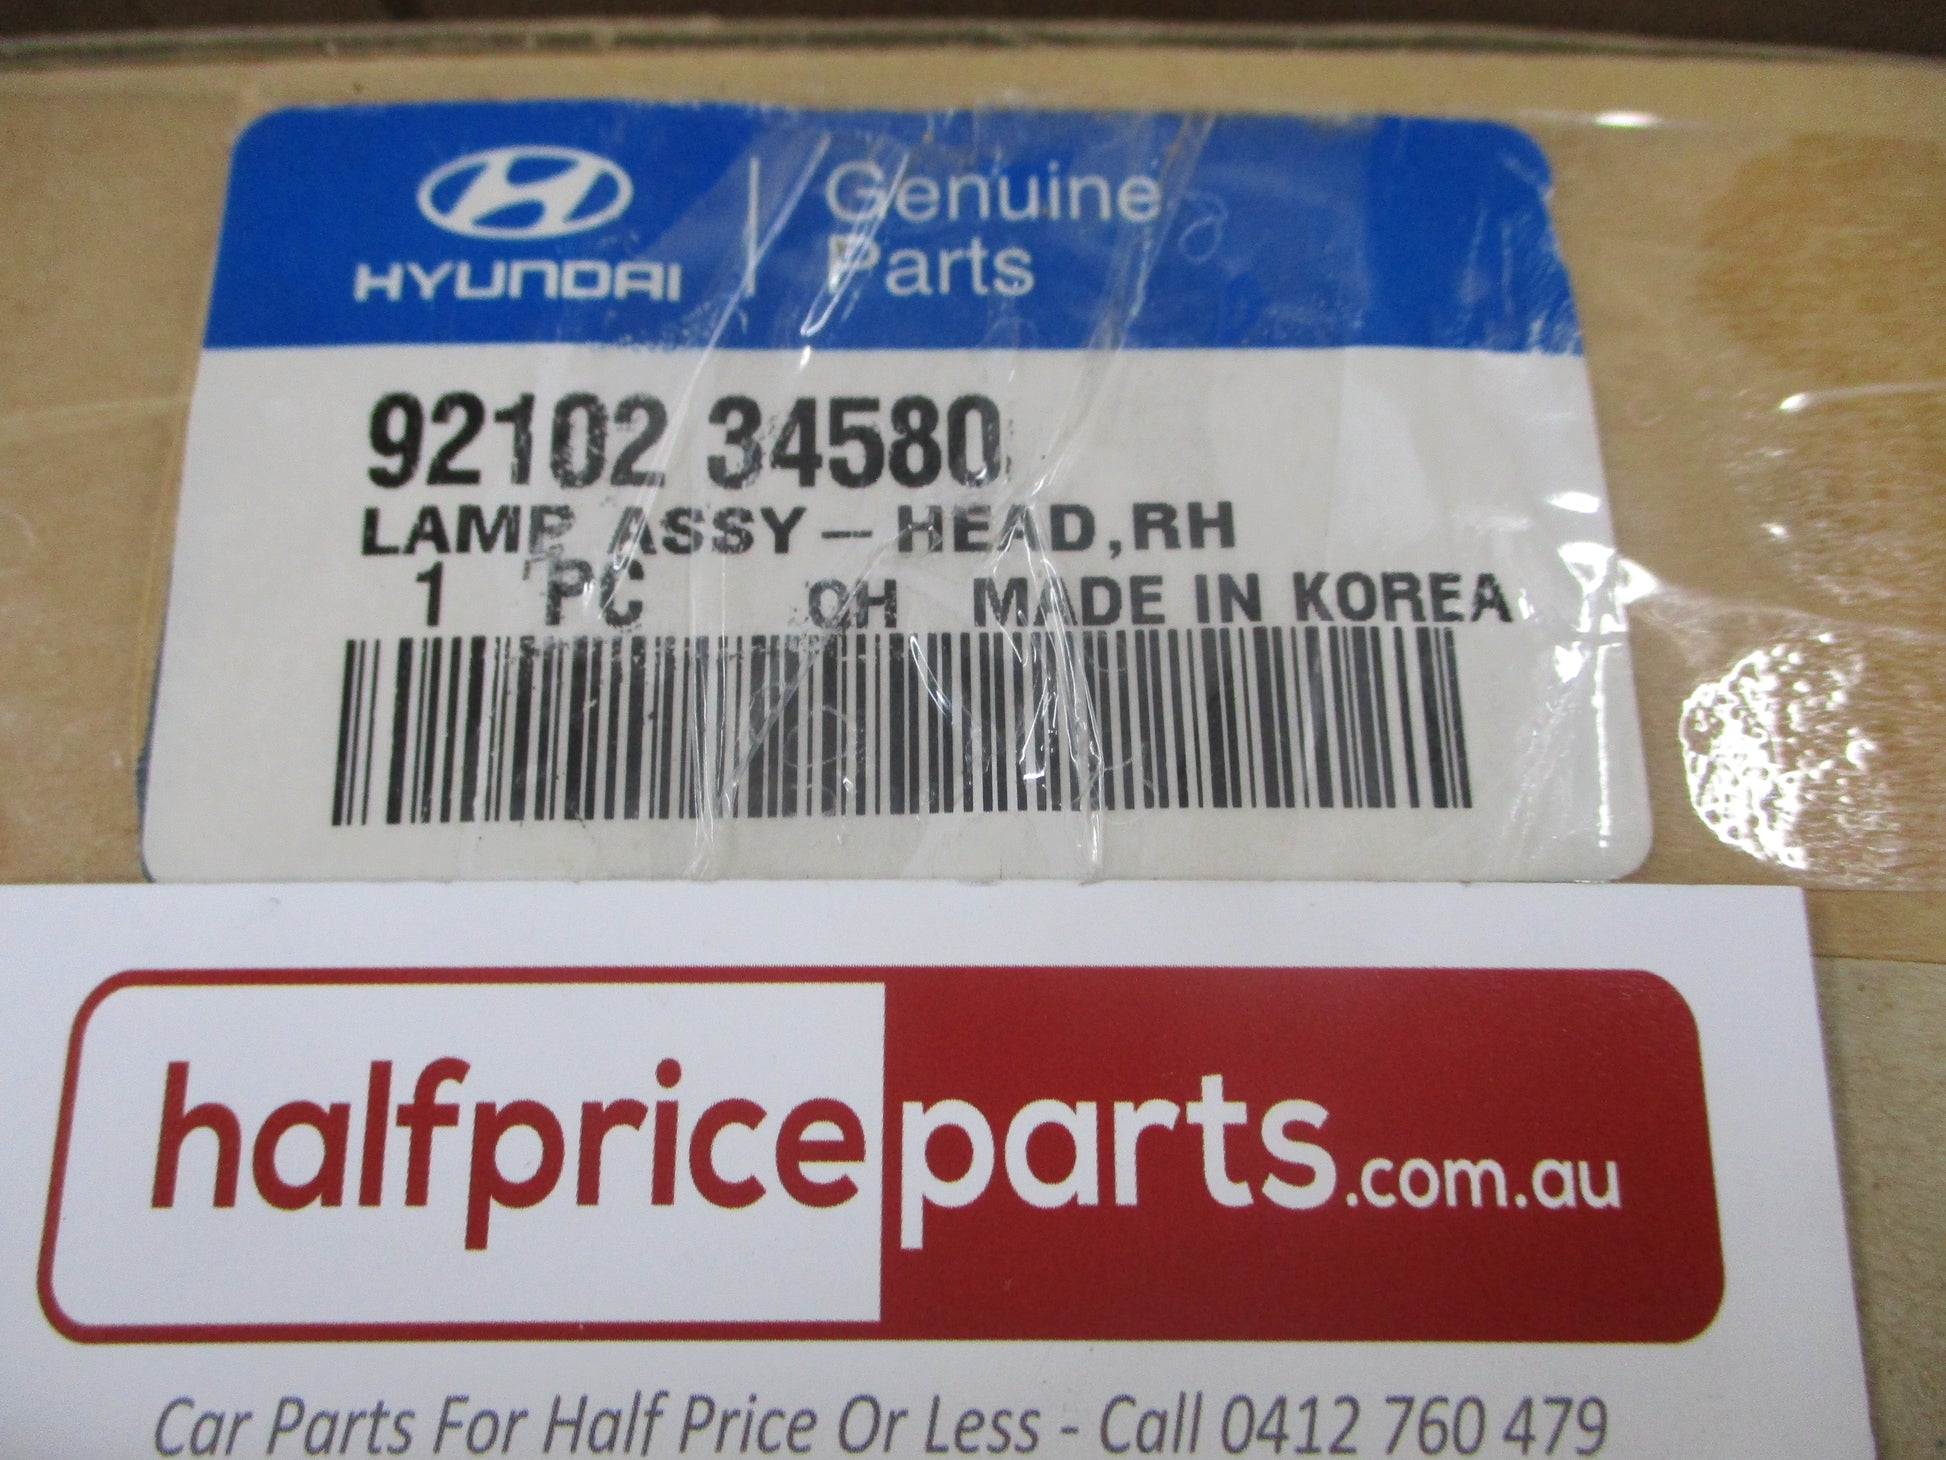 HYUNDAI
Genuine
Parts
92102 34580
LAMP ASSY – HEAD,RH
1 PC OH MADE IN KOREA
halfpriceparts.com.au
Car Parts For Half Price Or Less - Call 0412 760 479